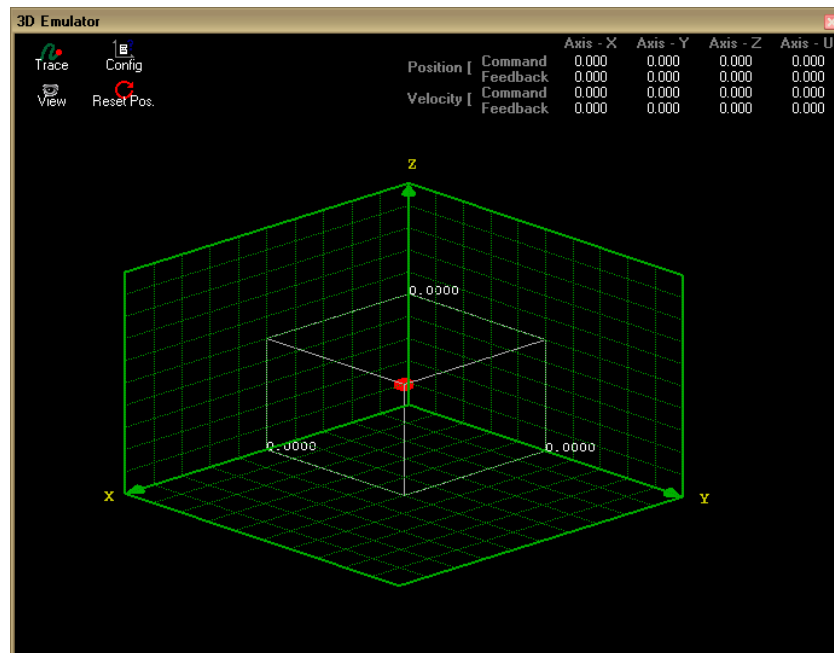 3D Emulator
Trace Config
View Reset Pos.
Axis - X Axis - Y Axis - Z Axis - U
Position [ Command 0.000 0.000 0.000 0.000
Feedback 0.000 0.000 0.000 0.000
Velocity [ Command 0.000 0.000 0.000 0.000
Feedback 0.000 0.000 0.000 0.000
Z
0.0000
0.0000 0.0000
X Y